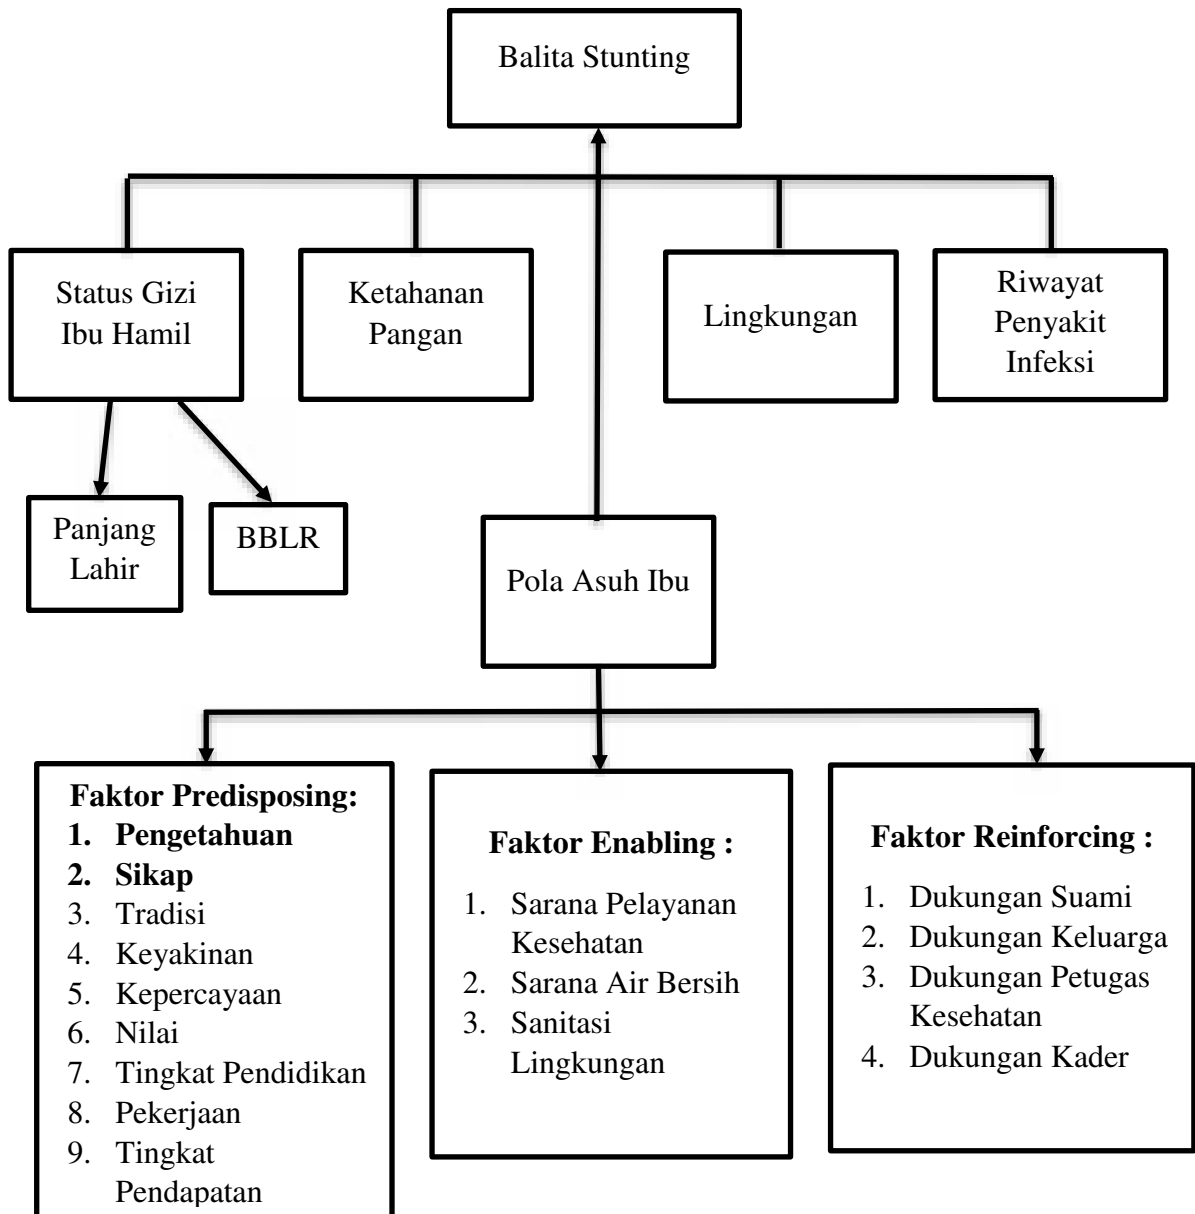 Balita Stunting
Status Gizi
Ibu Hamil
Ketahanan
Pangan
Lingkungan
Riwayat
Penyakit
Infeksi
Panjang
Lahir
BBLR
Pola Asuh Ibu
Faktor Predisposing:
1. Pengetahuan
2. Sikap
3. Tradisi
4. Keyakinan
5. Kepercayaan
6. Nilai
7. Tingkat Pendidikan
8. Pekerjaan
9. Tingkat
Pendapatan
Faktor Enabling :
1. Sarana Pelayanan
Kesehatan
2. Sarana Air Bersih
3. Sanitasi
Lingkungan
Faktor Reinforcing :
1. Dukungan Suami
2. Dukungan Keluarga
3. Dukungan Petugas
Kesehatan
4. Dukungan Kader